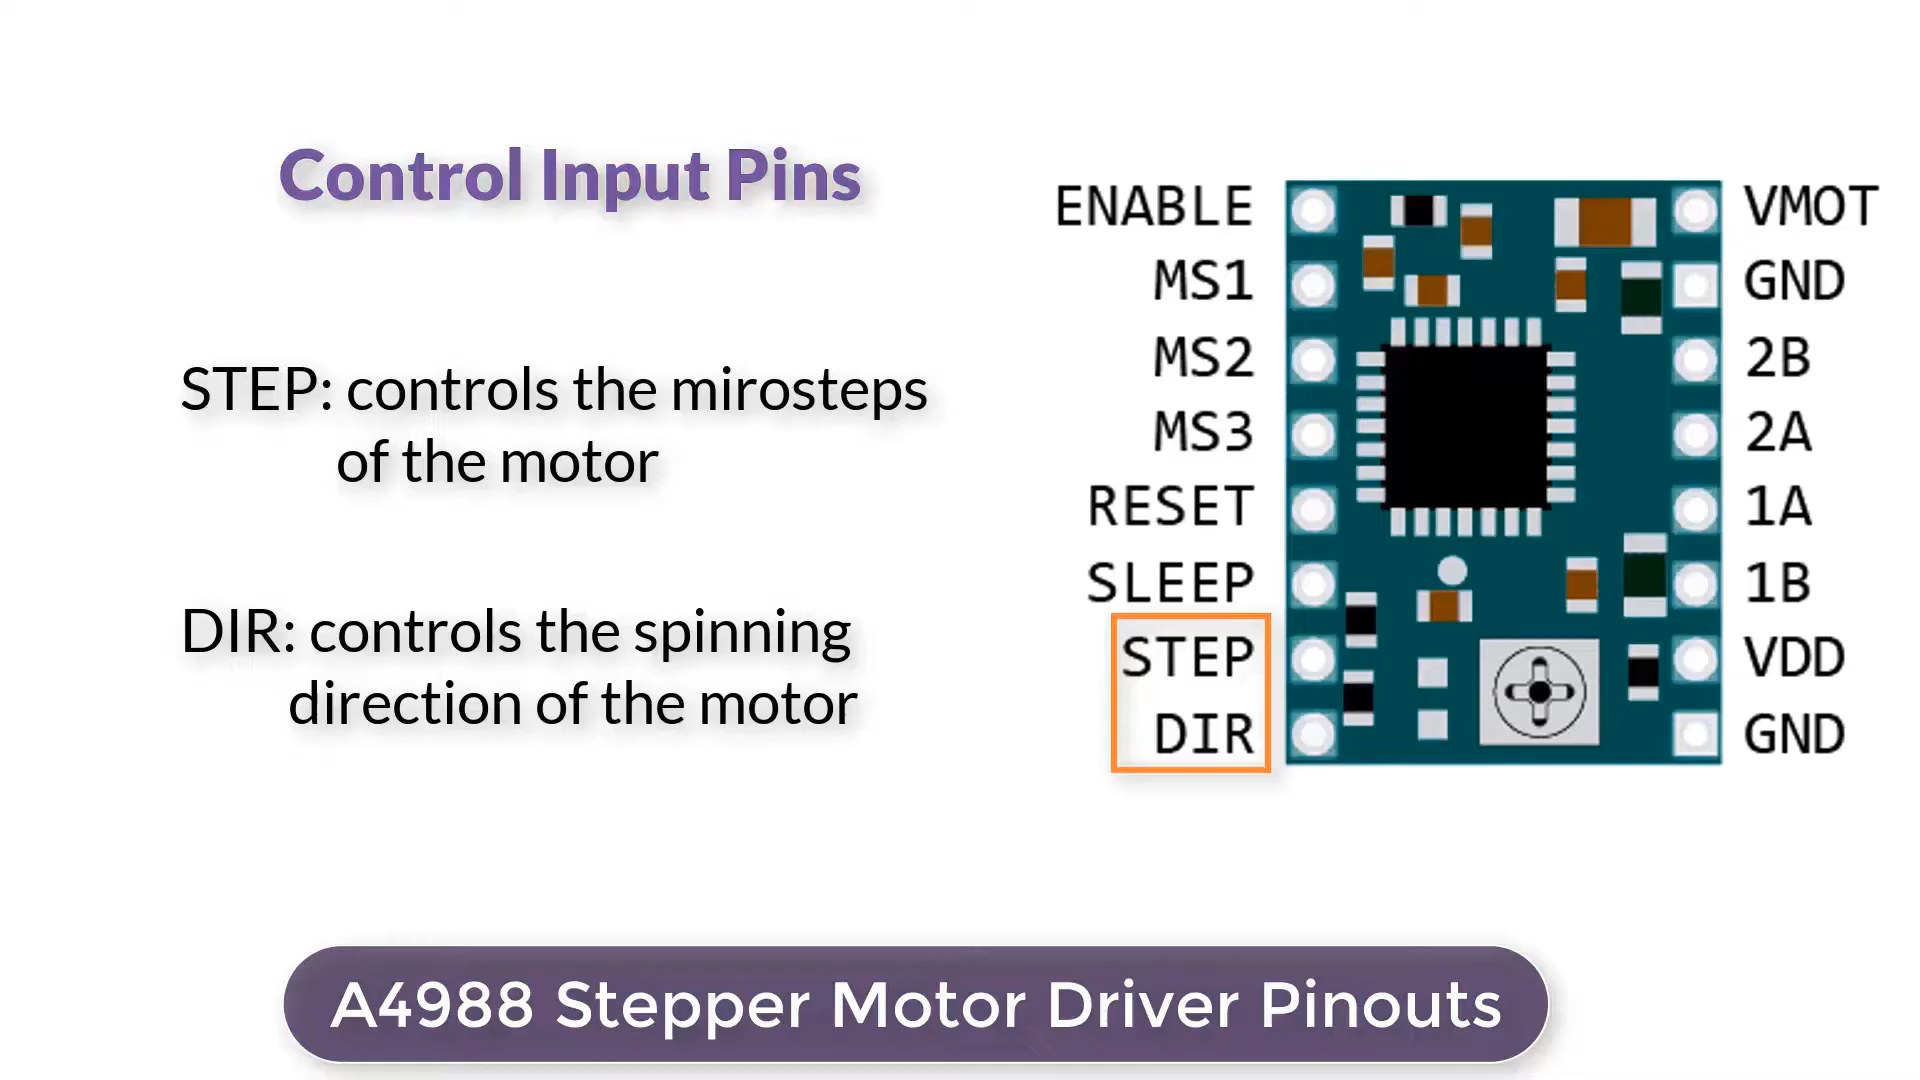 Control Input Pins
STEP: controls the mirosteps
of the motor
DIR: controls the spinning
direction of the motor
ENABLE
MS1
MS2
MS3
RESET
SLEEP
STEP
DIR
VMOT
GND
2B
2A
1A
1B
VDD
GND
A4988 Stepper Motor Driver Pinouts